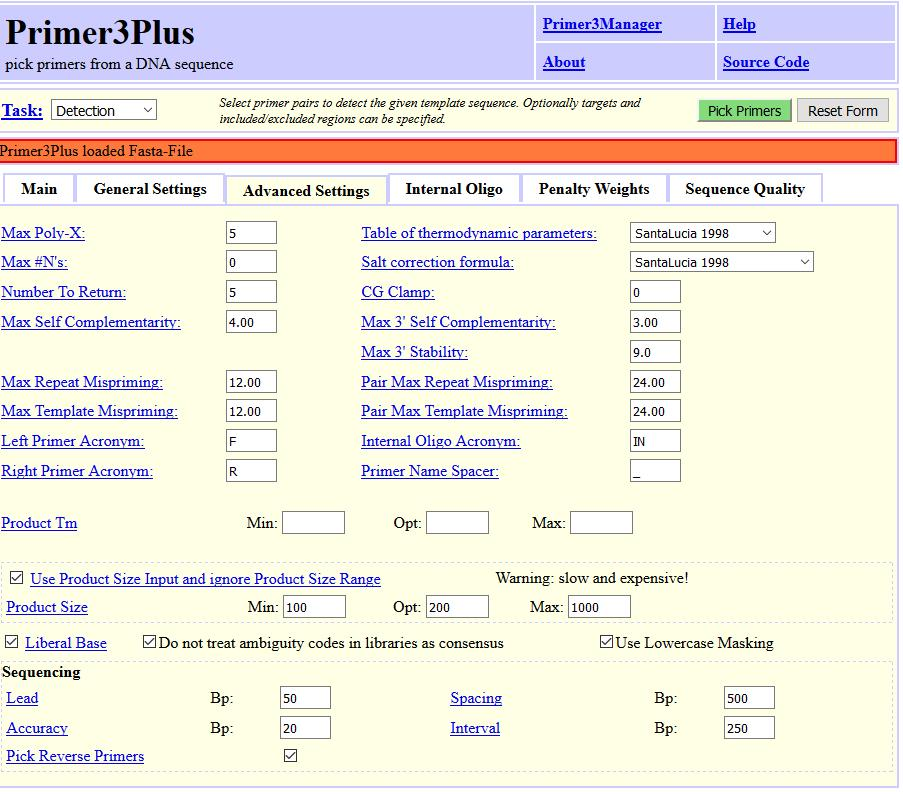 Primer3Plus
pick primers from a DNA sequence
Primer3Manager Help
About Source Code
Task: Detection
Select primer pairs to detect the given template sequence. Optionally targets and
included/excluded regions can be specified.
Pick Primers Reset Form
Primer3Plus loaded Fasta-File
Main General Settings Advanced Settings Internal Oligo Penalty Weights Sequence Quality
Max Poly-X: 5 Table of thermodynamic parameters: SantaLucia 1998
Max #N's: 0 Salt correction formula: SantaLucia 1998
Number To Return: 5 CG Clamp: 0
Max Self Complementarity: 4.00 Max 3' Self Complementarity: 3.00
Max 3' Stability: 9.0
Max Repeat Mispriming: 12.00 Pair Max Repeat Mispriming: 24.00
Max Template Mispriming: 12.00 Pair Max Template Mispriming: 24.00
Left Primer Acronym: F Internal Oligo Acronym: IN
Right Primer Acronym: R Primer Name Spacer: _
Product Tm Min: Opt: Max:
Use Product Size Input and ignore Product Size Range Warning: slow and expensive!
Product Size Min: 100 Opt: 200 Max: 1000
Liberal Base Do not treat ambiguity codes in libraries as consensus Use Lowercase Masking
Sequencing
Lead Bp: 50 Spacing Bp: 500
Accuracy Bp: 20 Interval Bp: 250
Pick Reverse Primers